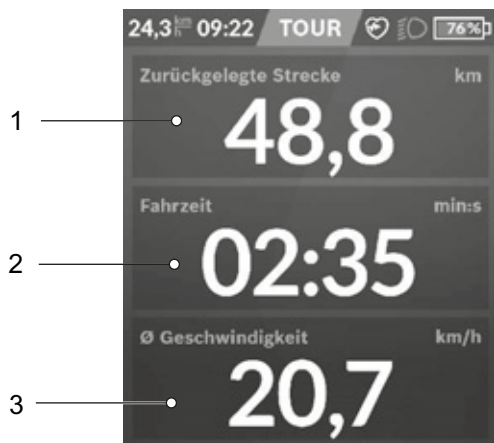 24,3 km/h 09:22 TOUR 76%
Zurückgelegte Strecke km
1 48,8
Fahrzeit min:s
2 02:35
Ø Geschwindigkeit km/h
3 20,7